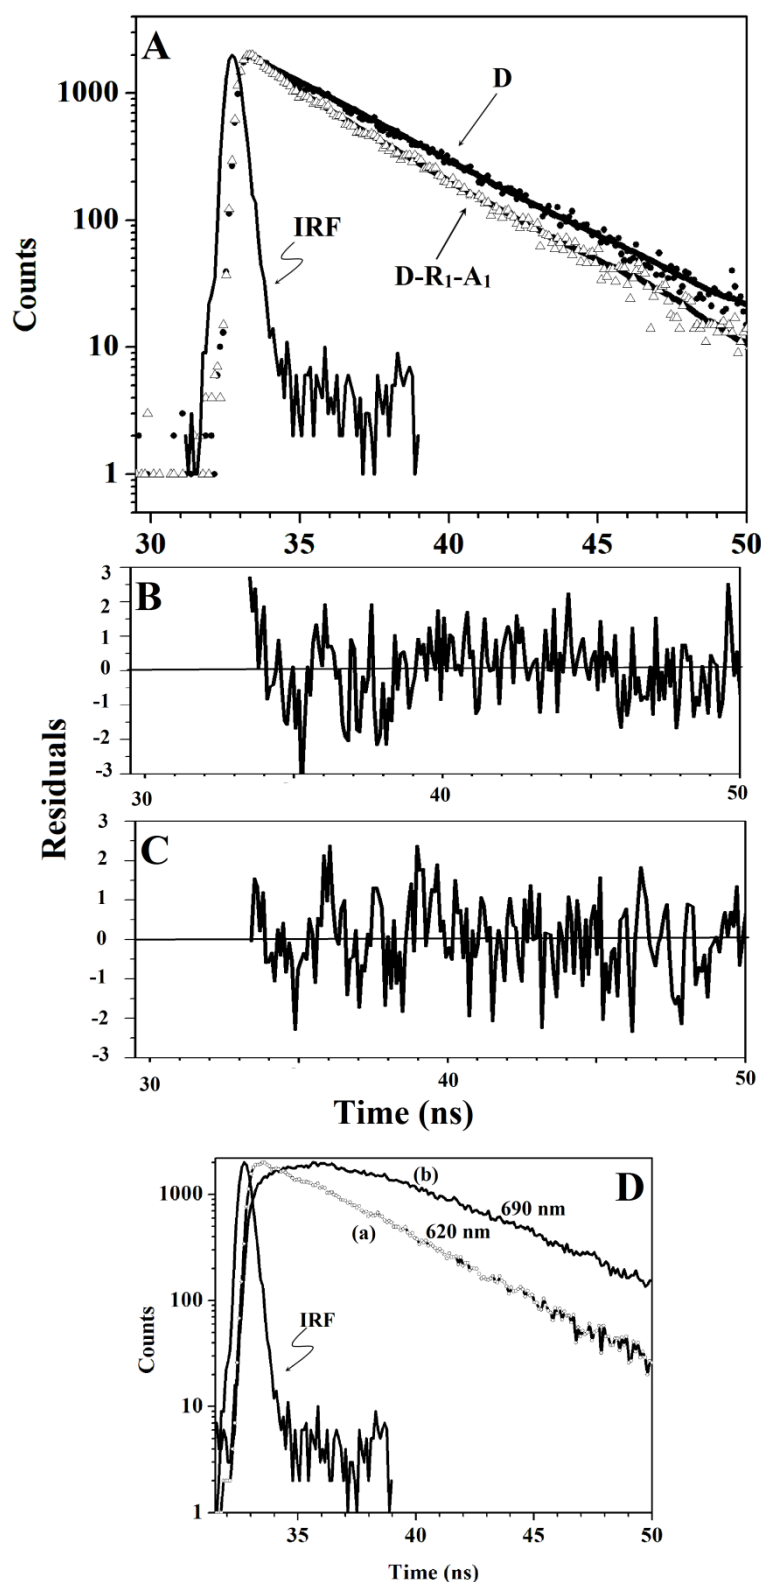 A
1000
100
10
1
Counts
D
IRF
D-R1-A1
30 35 40 45 50
B
3
2
1
0
-1
-2
-3
30 40 50
Residuals
C
3
2
1
0
-1
-2
-3
30 40 50
Time (ns)
D
1000
100
10
1
Counts
(b)
690 nm
(a)
620 nm
IRF
35 40 45 50
Time (ns)